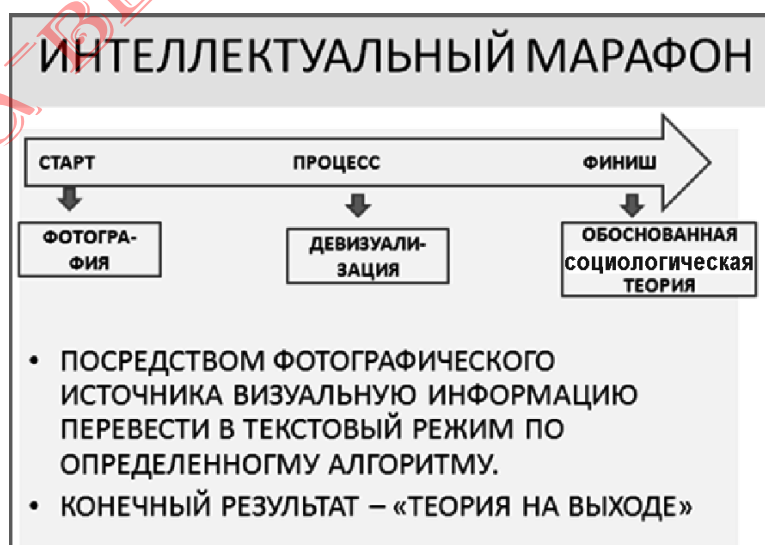 ИНТЕЛЛЕКТУАЛЬНЫЙ МАРАФОН
СТАРТ ПРОЦЕСС ФИНИШ
ФОТОГРА-
ФИЯ
ДЕВИЗУАЛИ-
ЗАЦИЯ
ОБОСНОВАННАЯ
социологическая
ТЕОРИЯ
• ПОСРЕДСТВОМ ФОТОГРАФИЧЕСКОГО
ИСТОЧНИКА ВИЗУАЛЬНУЮ ИНФОРМАЦИЮ
ПЕРЕВЕСТИ В ТЕКСТОВЫЙ РЕЖИМ ПО
ОПРЕДЕЛЕННОГМУ АЛГОРИТМУ.
• КОНЕЧНЫЙ РЕЗУЛЬТАТ – «ТЕОРИЯ НА ВЫХОДЕ»